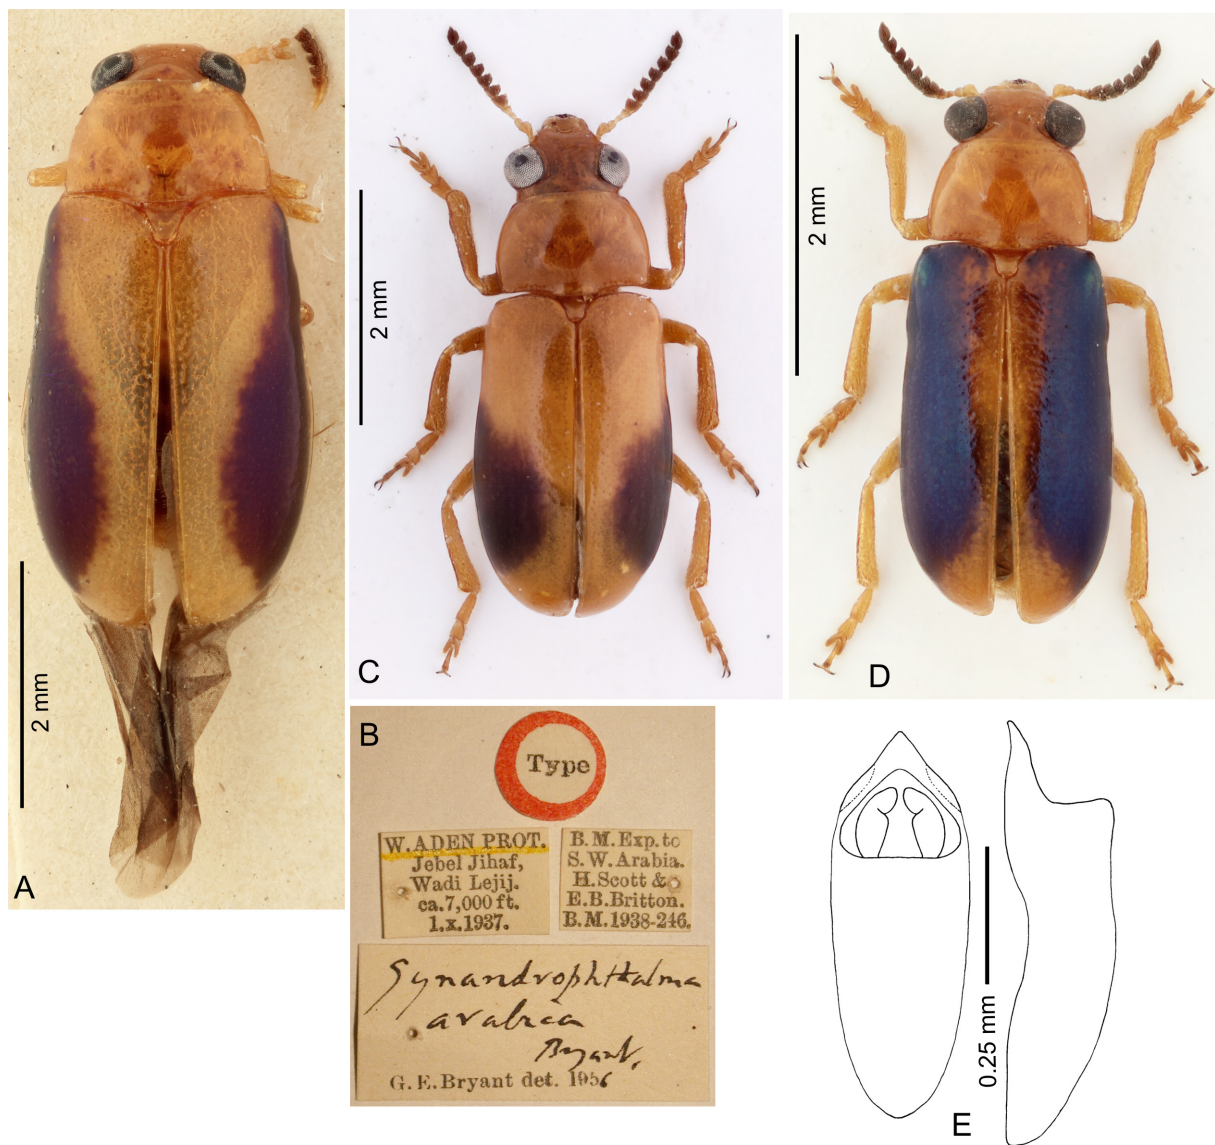 2 mm
A
2 mm
C
2 mm
D
B
Type
W.ADEN PROT.
Jebel Jihaf,
Wadi Lejij.
ca.7,000 ft.
1.x.1937.
B.M.Exp.to
S.W.Arabia.
H.Scott &
E.B.Britton.
B.M.1938-246.
Synandrophthalma
arabica
Bryant.
G.E.Bryant det. 1956
0.25 mm
E